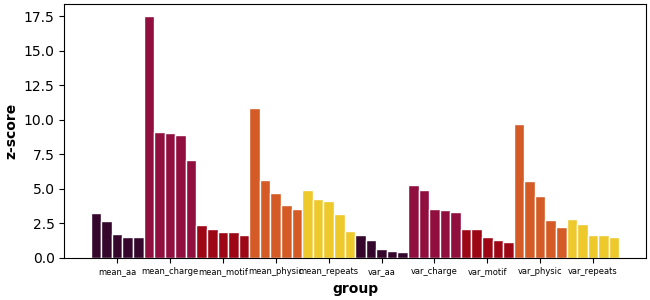 17.5
15.0
12.5
10.0
7.5
5.0
2.5
0.0
z-score
mean_aa mean_charge mean_motif mean_physic mean_repeats var_aa var_charge var_motif var_physic var_repeats
group